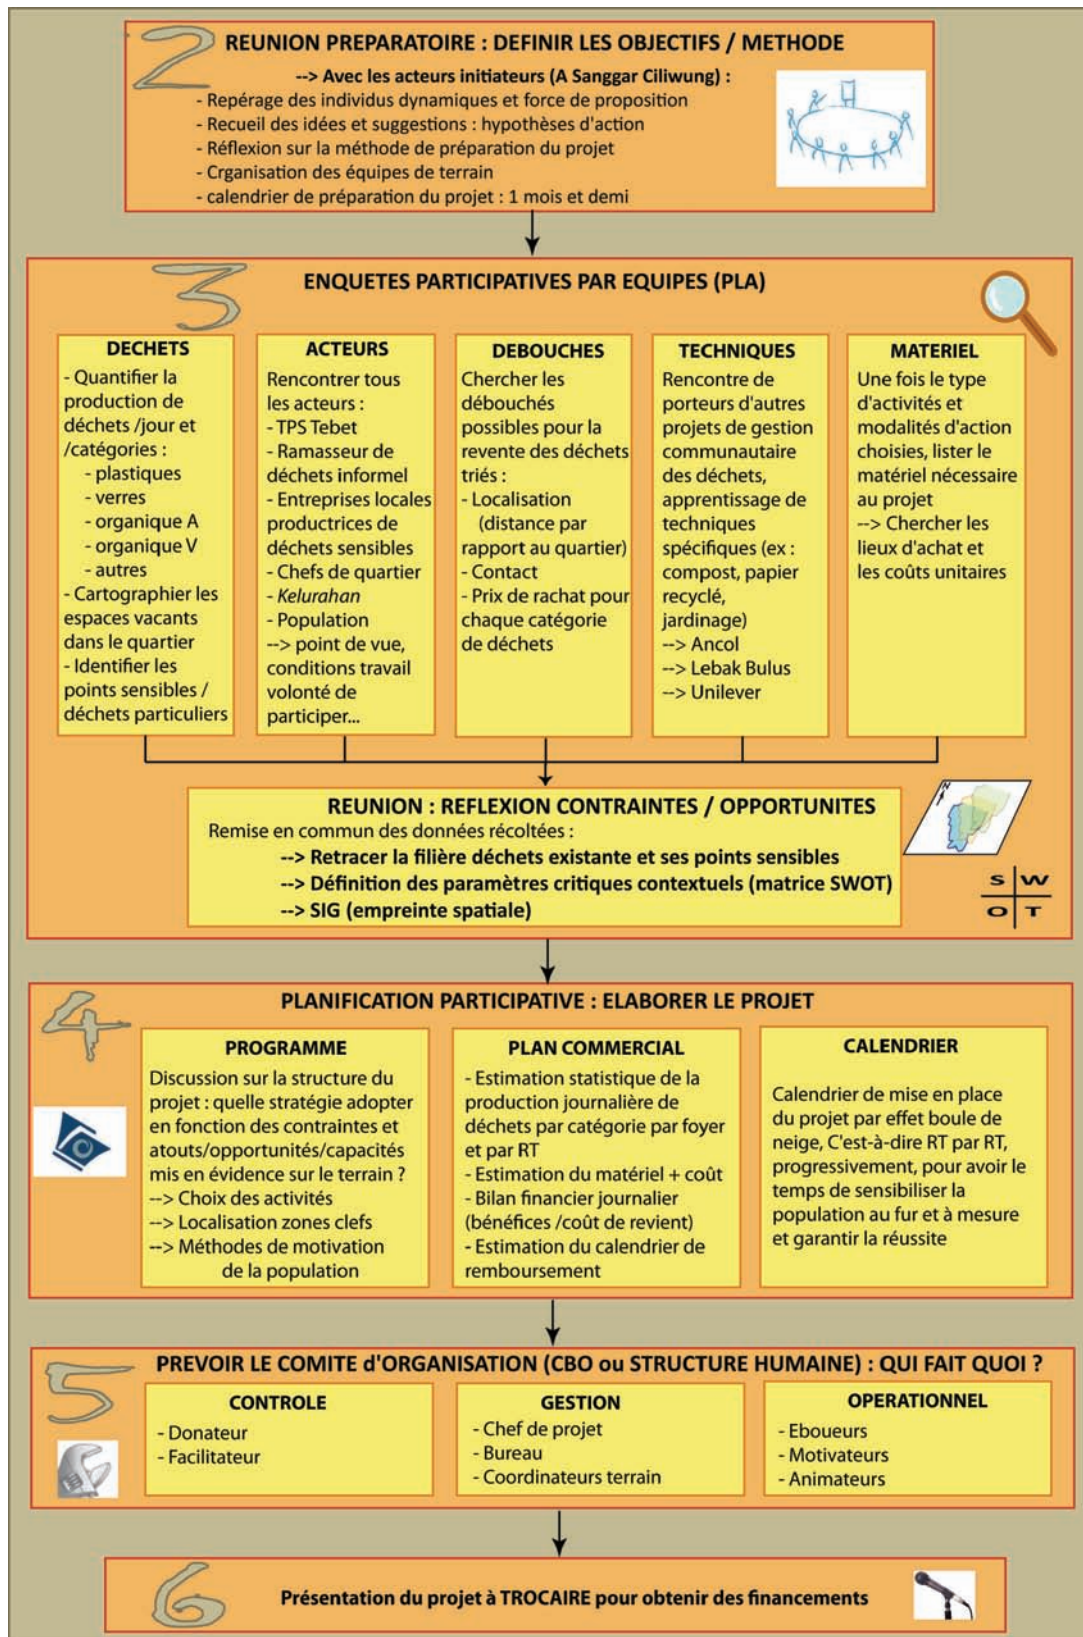 2
REUNION PREPARATOIRE : DEFINIR LES OBJECTIFS / METHODE
--> Avec les acteurs initiateurs (A Sanggar Ciliwung) :
- Repérage des individus dynamiques et force de proposition
- Recueil des idées et suggestions : hypothèses d'action
- Réflexion sur la méthode de préparation du projet
- Crganisation des équipes de terrain
- calendrier de préparation du projet : 1 mois et demi
3
ENQUETES PARTICIPATIVES PAR EQUIPES (PLA)
DECHETS
- Quantifier la
production de
déchets /jour et
/catégories :
- plastiques
- verres
- organique A
- organique V
- autres
- Cartographier les
espaces vacants
dans le quartier
- Identifier les
points sensibles /
déchets particuliers
ACTEURS
Rencontrer tous
les acteurs :
- TPS Tebet
- Ramasseur de
déchets informel
- Entreprises locales
productrices de
déchets sensibles
- Chefs de quartier
- Kelurahan
- Population
--> point de vue,
conditions travail
volonté de
participer...
DEBOUCHES
Chercher les
débouchés
possibles pour la
revente des déchets
triés :
- Localisation
(distance par
rapport au quartier)
- Contact
- Prix de rachat pour
chaque catégorie
de déchets
TECHNIQUES
Rencontre de
porteurs d'autres
projets de gestion
communautaire
des déchets,
apprentissage de
techniques
spécifiques (ex :
compost, papier
recyclé,
jardinage)
--> Ancol
--> Lebak Bulus
--> Unilever
MATERIEL
Une fois le type
d'activités et
modalités d'action
choisies, lister le
matériel nécessaire
au projet
--> Chercher les
lieux d'achat et
les coûts unitaires
REUNION : REFLEXION CONTRAINTES / OPPORTUNITES
Remise en commun des données récoltées :
--> Retracer la filière déchets existante et ses points sensibles
--> Définition des paramètres critiques contextuels (matrice SWOT)
--> SIG (empreinte spatiale)
N
S W
O T
4
PLANIFICATION PARTICIPATIVE : ELABORER LE PROJET
PROGRAMME
Discussion sur la structure du
projet : quelle stratégie adopter
en fonction des contraintes et
atouts/opportunités/capacités
mis en évidence sur le terrain ?
--> Choix des activités
--> Localisation zones clefs
--> Méthodes de motivation
de la population
PLAN COMMERCIAL
- Estimation statistique de la
production journalière de
déchets par catégorie par foyer
et par RT
- Estimation du matériel + coût
- Bilan financier journalier
(bénéfices /coût de revient)
- Estimation du calendrier de
remboursement
CALENDRIER
Calendrier de mise en place
du projet par effet boule de
neige, C'est-à-dire RT par RT,
progressivement, pour avoir le
temps de sensibiliser la
population au fur et à mesure
et garantir la réussite
5
PREVOIR LE COMITE d'ORGANISATION (CBO ou STRUCTURE HUMAINE) : QUI FAIT QUOI ?
CONTROLE
- Donateur
- Facilitateur
GESTION
- Chef de projet
- Bureau
- Coordinateurs terrain
OPERATIONNEL
- Eboueurs
- Motivateurs
- Animateurs
6
Présentation du projet à TROCAIRE pour obtenir des financements